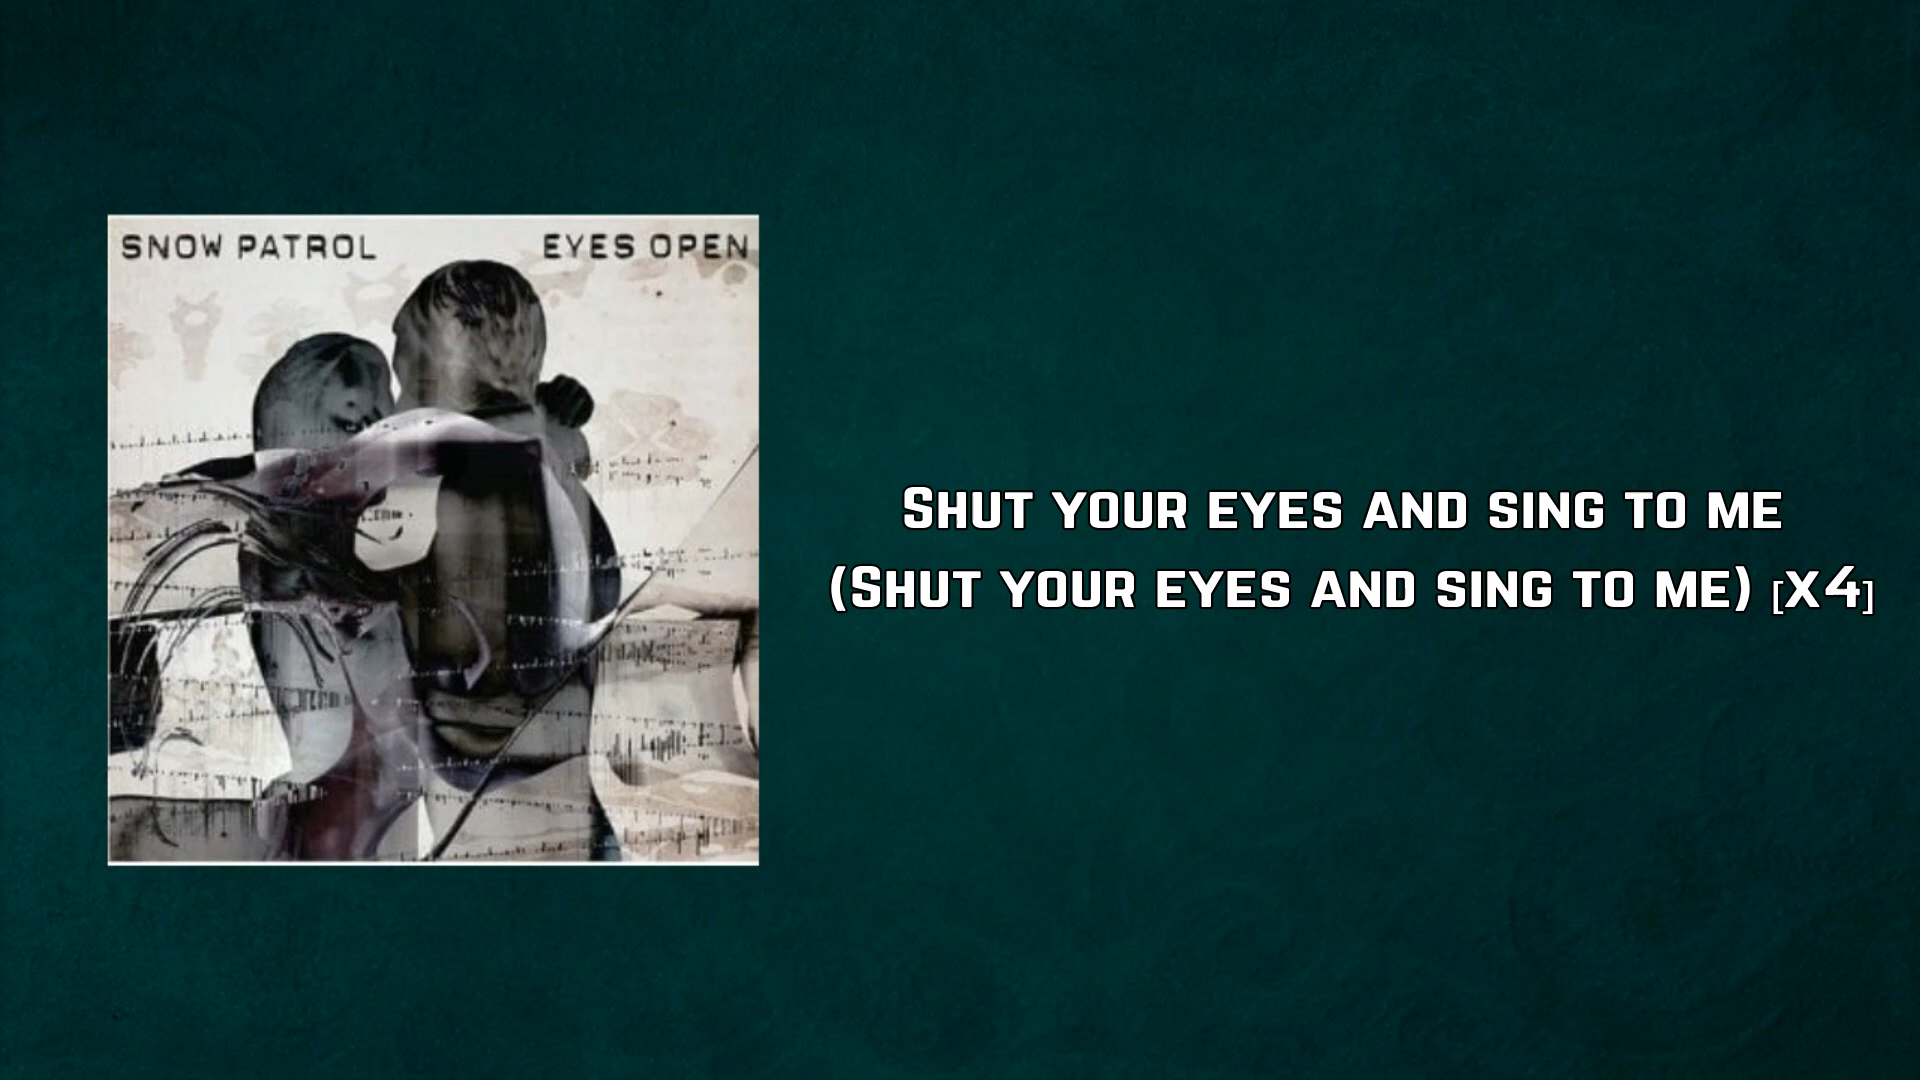 SNOW PATROL EYES OPEN
Shut your eyes and sing to me
(Shut your eyes and sing to me) [x4]